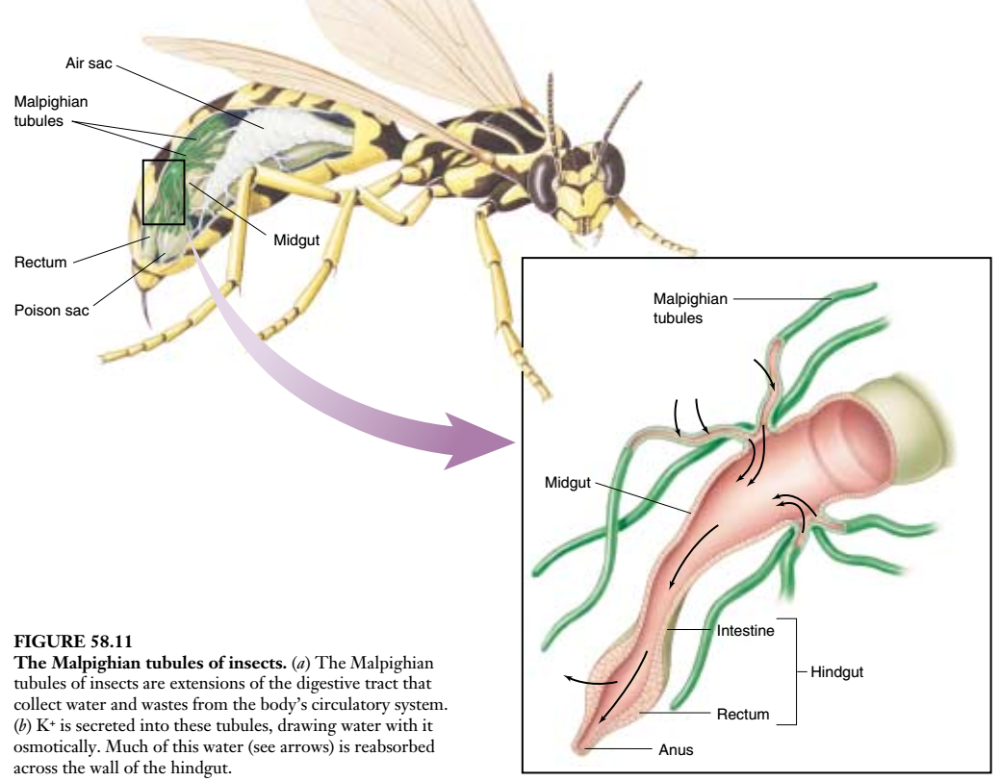 Air sac
Malpighian
tubules
Midgut
Rectum
Poison sac
Malpighian
tubules
Midgut
Intestine
Hindgut
Rectum
Anus
FIGURE 58.11
The Malpighian tubules of insects. (a) The Malpighian
tubules of insects are extensions of the digestive tract that
collect water and wastes from the body's circulatory system.
(b) K⁺ is secreted into these tubules, drawing water with it
osmotically. Much of this water (see arrows) is reabsorbed
across the wall of the hindgut.